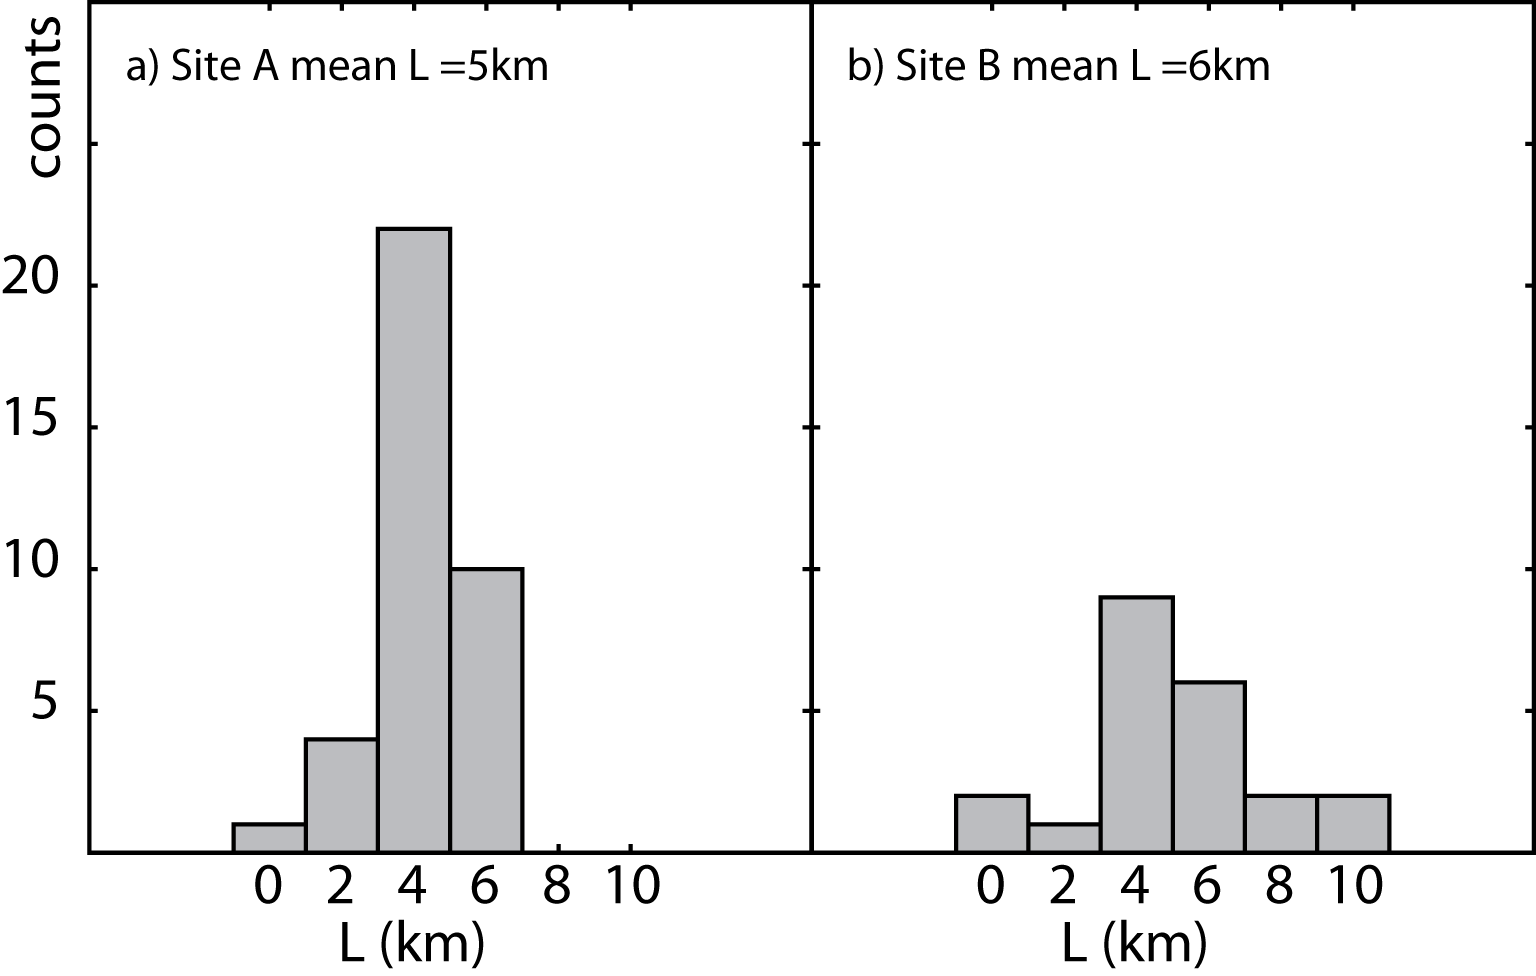 counts
a) Site A mean L =5km
b) Site B mean L =6km
20
15
10
5
0 2 4 6 8 10
0 2 4 6 8 10
L (km)
L (km)